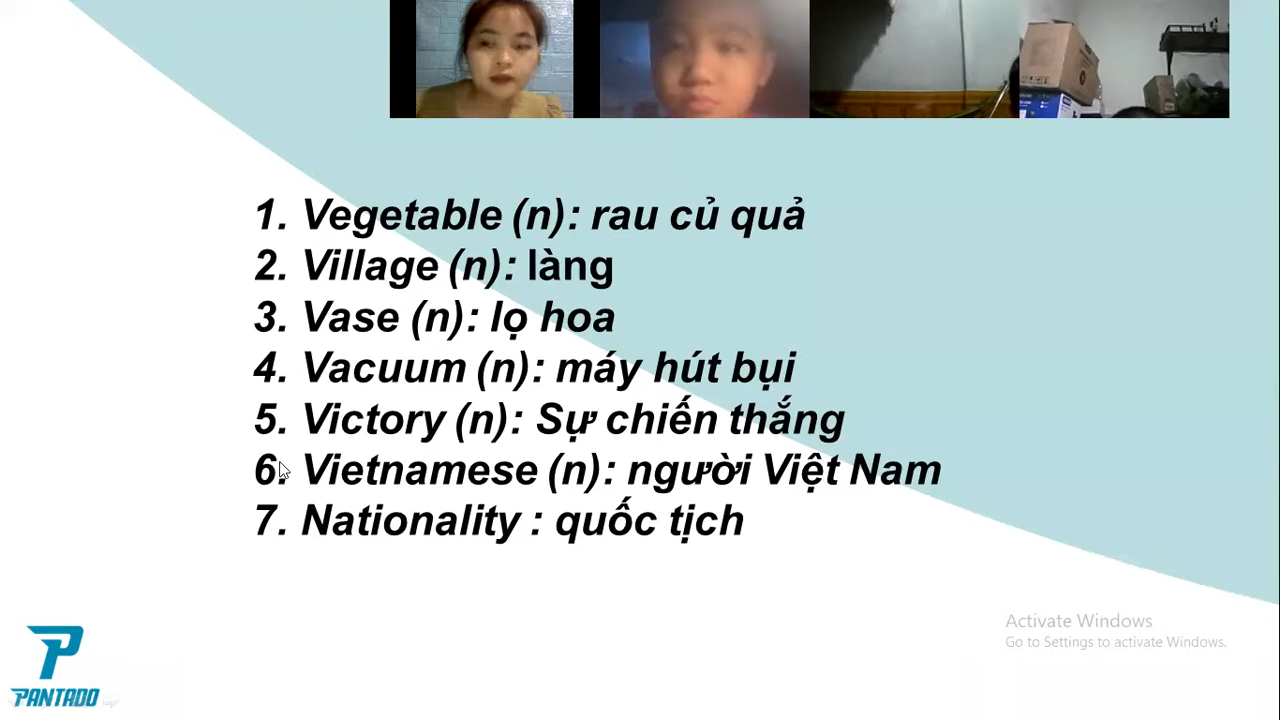 1. Vegetable (n): rau củ quả
2. Village (n): làng
3. Vase (n): lọ hoa
4. Vacuum (n): máy hút bụi
5. Victory (n): Sự chiến thắng
6. Vietnamese (n): người Việt Nam
7. Nationality : quốc tịch
Activate Windows
Go to Settings to activate Windows.
PANTADO